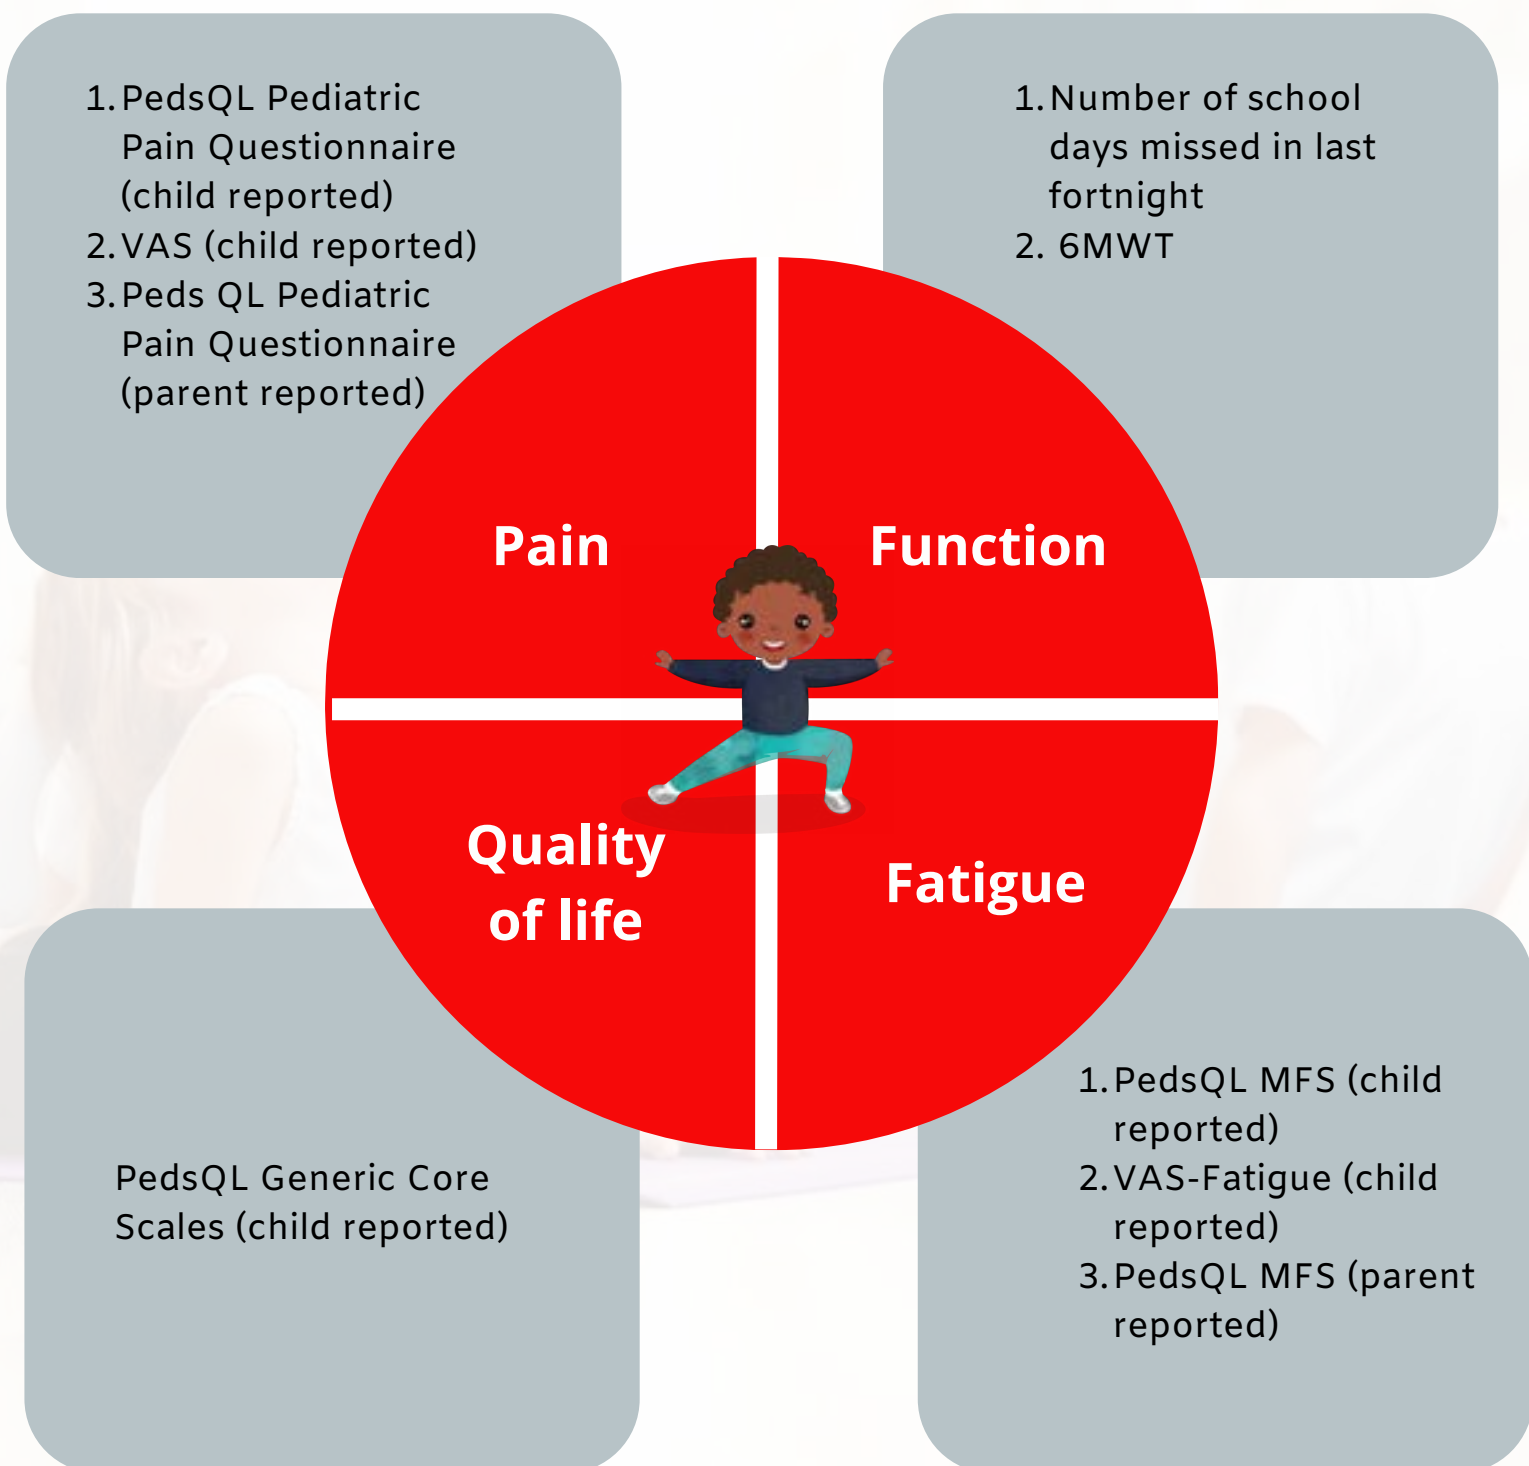 1. PedsQL Pediatric
Pain Questionnaire
(child reported)
2. VAS (child reported)
3. Peds QL Pediatric
Pain Questionnaire
(parent reported)
1. Number of school
days missed in last
fortnight
2. 6MWT
Pain
Function
Quality
of life
Fatigue
PedsQL Generic Core
Scales (child reported)
1. PedsQL MFS (child
reported)
2. VAS-Fatigue (child
reported)
3. PedsQL MFS (parent
reported)